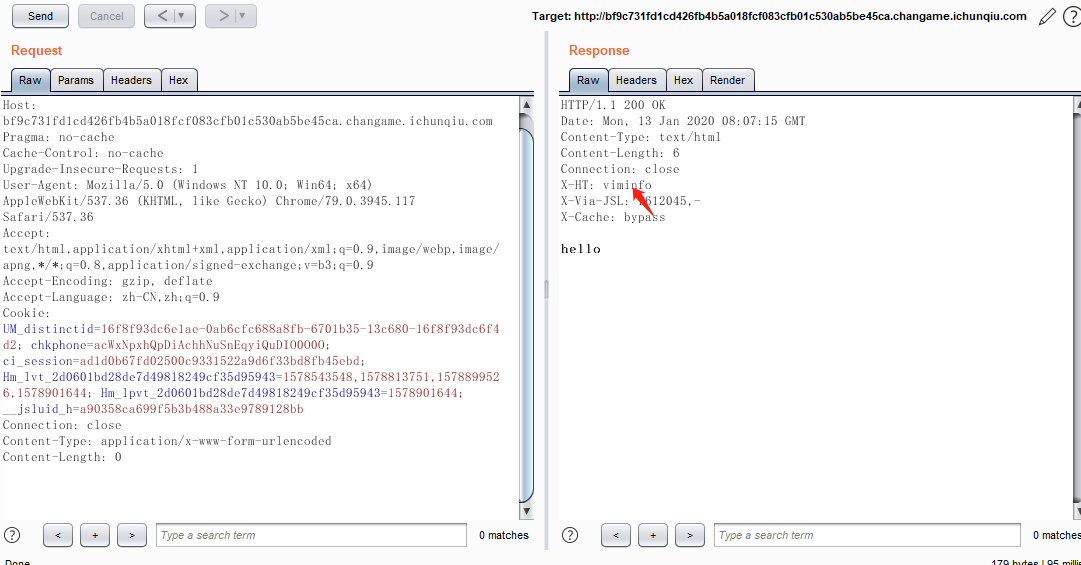 Send Cancel < ▼ > ▼ Target: http://bf9c731fd1cd426fb4b5a018fcf083cfb01c530ab5be45ca.changame.ichunqiu.com ?
Request
Raw Params Headers Hex
Host:
bf9c731fd1cd426fb4b5a018fcf083cfb01c530ab5be45ca.changame.ichunqiu.com
Pragma: no-cache
Cache-Control: no-cache
Upgrade-Insecure-Requests: 1
User-Agent: Mozilla/5.0 (Windows NT 10.0; Win64; x64)
AppleWebKit/537.36 (KHTML, like Gecko) Chrome/79.0.3945.117
Safari/537.36
Accept:
text/html,application/xhtml+xml,application/xml;q=0.9,image/webp,image/
apng,*/*;q=0.8,application/signed-exchange;v=b3;q=0.9
Accept-Encoding: gzip, deflate
Accept-Language: zh-CN,zh;q=0.9
Cookie:
UM_distinctid=16f8f93dc6e1ae-0ab6cfc688a8fb-6701b35-13c680-16f8f93dc6f4
d2; chkphone=acWxNpxhQpDiAchhNuSnEqyiQuDIO0O0O;
ci_session=ad1d0b67fd02500c9331522a9d6f33bd8fb45ebd;
Hm_lvt_2d0601bd28de7d49818249cf35d95943=1578543548,1578813751,157889952
6,1578901644; Hm_lpvt_2d0601bd28de7d49818249cf35d95943=1578901644;
__jsluid_h=a90358ca699f5b3b488a33e9789128bb
Connection: close
Content-Type: application/x-www-form-urlencoded
Content-Length: 0
? < + > Type a search term 0 matches
Done
Response
Raw Headers Hex Render
HTTP/1.1 200 OK
Date: Mon, 13 Jan 2020 08:07:15 GMT
Content-Type: text/html
Content-Length: 6
Connection: close
X-HT: viminfo
X-Via-JSL: 612045,-
X-Cache: bypass
hello
? < + > Type a search term 0 matches
179 bytes | 95 millis